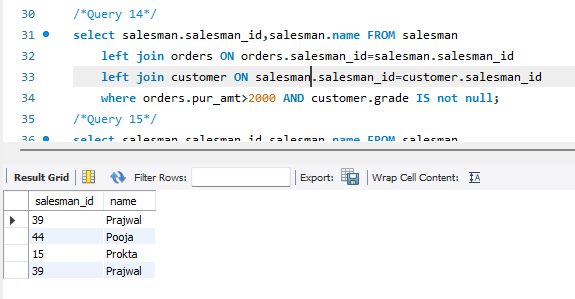 30 /*Query 14*/
31 select salesman.salesman_id,salesman.name FROM salesman
32 left join orders ON orders.salesman_id=salesman.salesman_id
33 left join customer ON salesman.salesman_id=customer.salesman_id
34 where orders.pur_amt>2000 AND customer.grade IS not null;
35 /*Query 15*/
36 select salesman.salesman_id,salesman.name FROM salesman
Result Grid Filter Rows: Export: Wrap Cell Content: IA
salesman_id name
39 Prajwal
44 Pooja
15 Prokta
39 Prajwal